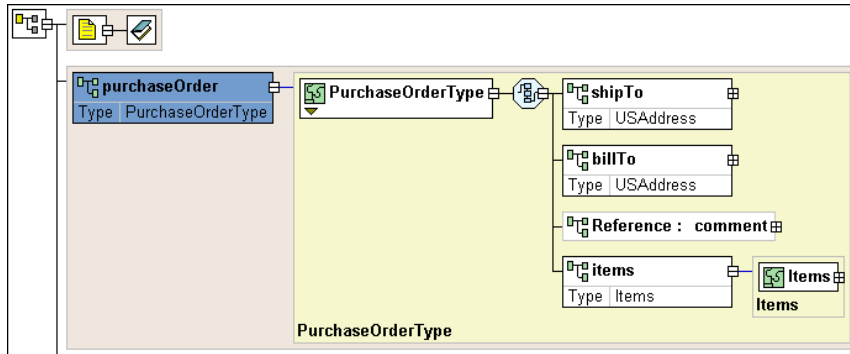 purchaseOrder
Type PurchaseOrderType
PurchaseOrderType
shipTo
Type USAddress
billTo
Type USAddress
Reference : comment
items
Type Items
Items
Items
PurchaseOrderType